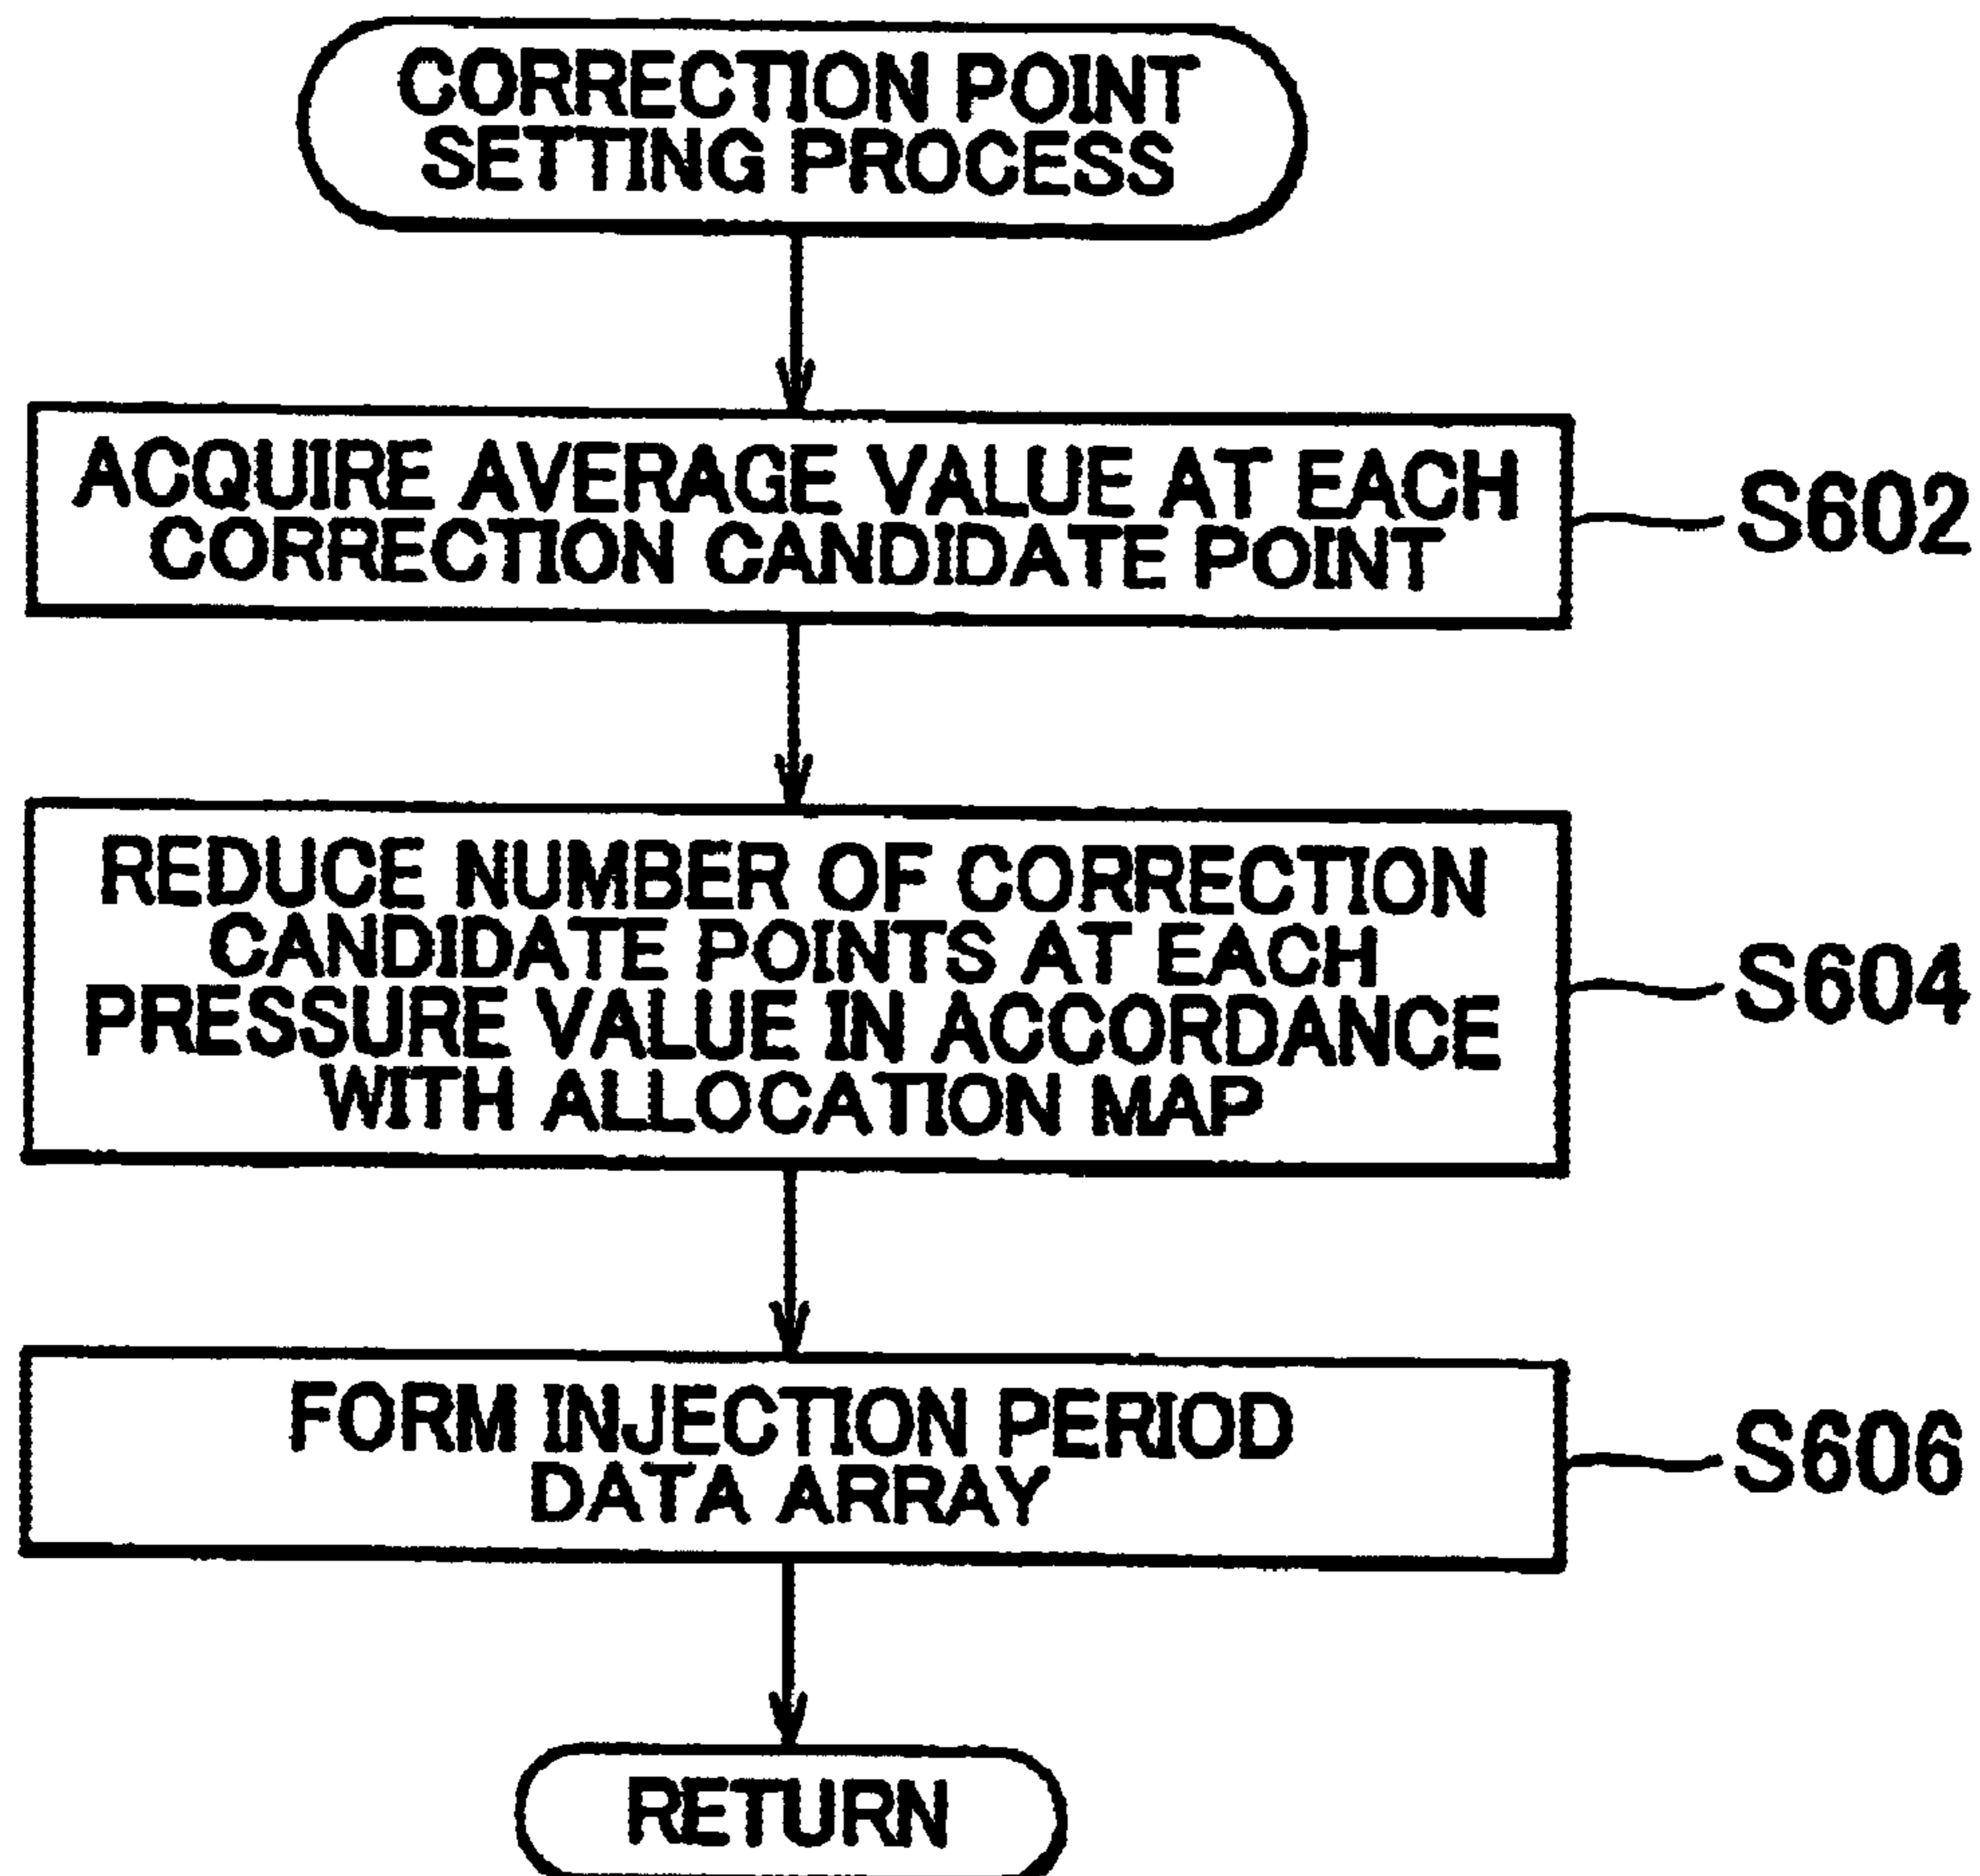 CORRECTION POINT
SETTING PROCESS
ACQUIRE AVERAGE VALUE AT EACH
CORRECTION CANDIDATE POINT
S602
REDUCE NUMBER OF CORRECTION
CANDIDATE POINTS AT EACH
PRESSURE VALUE IN ACCORDANCE
WITH ALLOCATION MAP
S604
FORM INJECTION PERIOD
DATA ARRAY
S606
RETURN